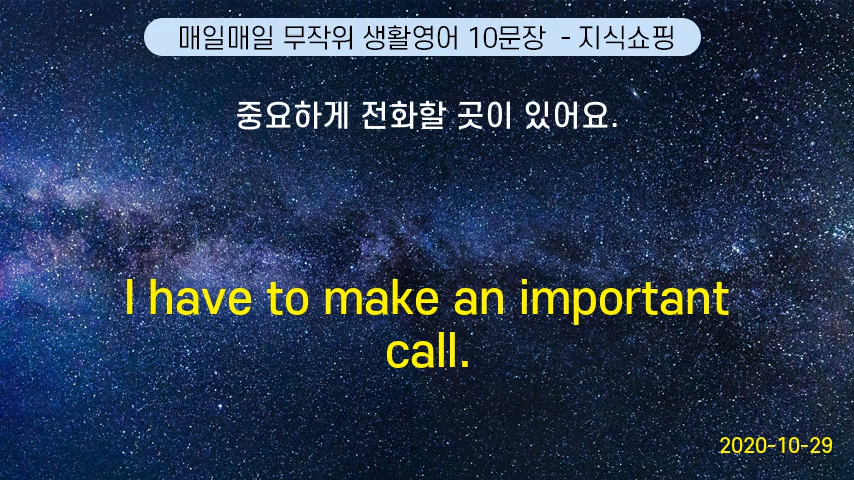 매일매일 무작위 생활영어 10문장 - 지식쇼핑
중요하게 전화할 곳이 있어요.
I have to make an important
call.
2020-10-29